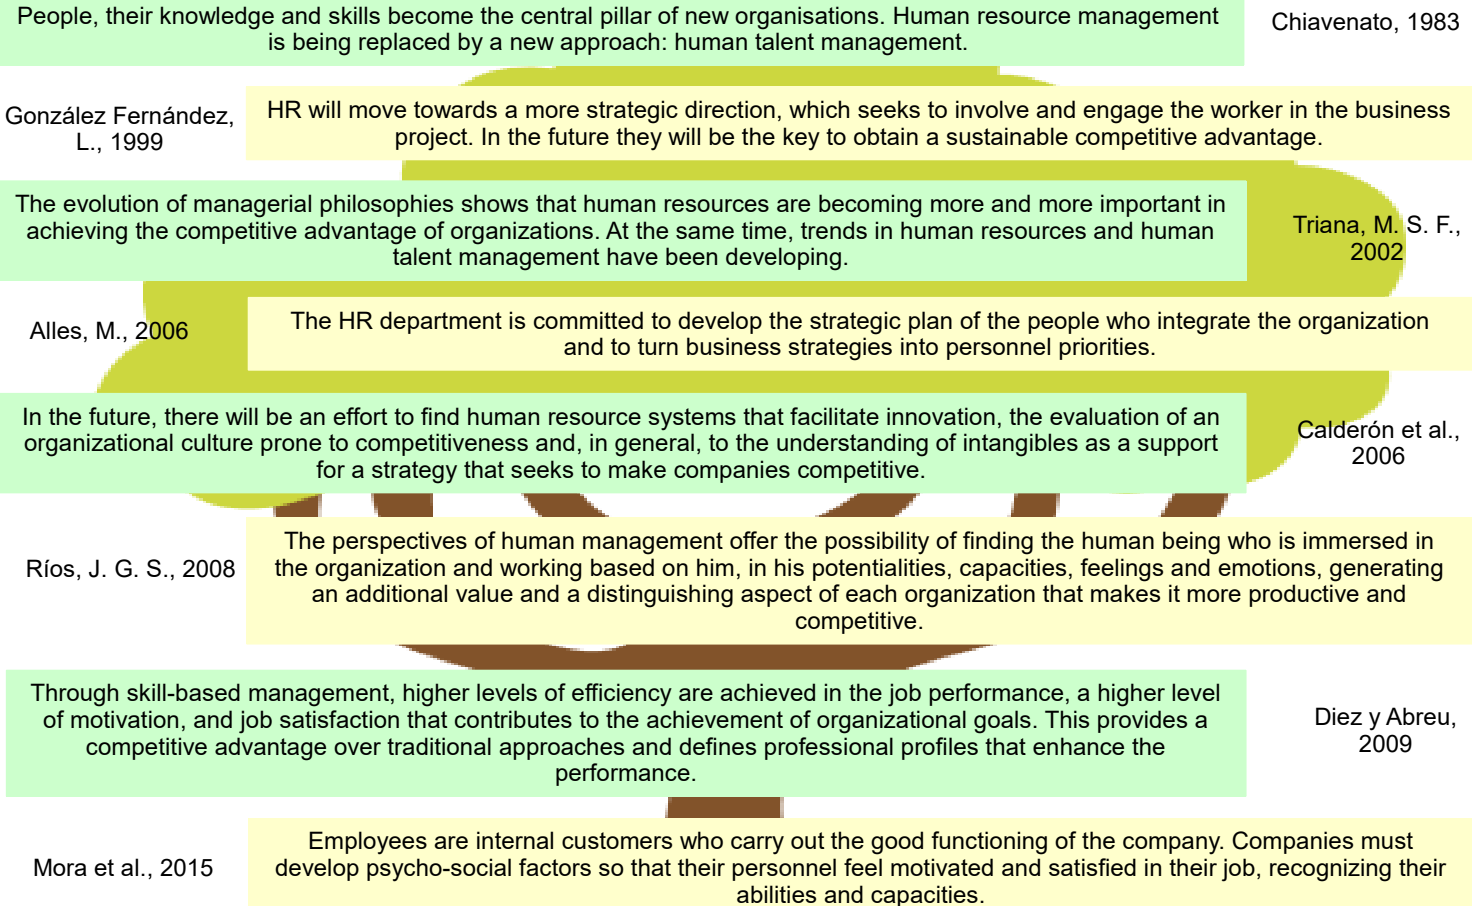 People, their knowledge and skills become the central pillar of new organisations. Human resource management
is being replaced by a new approach: human talent management.
Chiavenato, 1983
González Fernández,
L., 1999
HR will move towards a more strategic direction, which seeks to involve and engage the worker in the business
project. In the future they will be the key to obtain a sustainable competitive advantage.
The evolution of managerial philosophies shows that human resources are becoming more and more important in
achieving the competitive advantage of organizations. At the same time, trends in human resources and human
talent management have been developing.
Triana, M. S. F.,
2002
Alles, M., 2006
The HR department is committed to develop the strategic plan of the people who integrate the organization
and to turn business strategies into personnel priorities.
In the future, there will be an effort to find human resource systems that facilitate innovation, the evaluation of an
organizational culture prone to competitiveness and, in general, to the understanding of intangibles as a support
for a strategy that seeks to make companies competitive.
Calderón et al.,
2006
Ríos, J. G. S., 2008
The perspectives of human management offer the possibility of finding the human being who is immersed in
the organization and working based on him, in his potentialities, capacities, feelings and emotions, generating
an additional value and a distinguishing aspect of each organization that makes it more productive and
competitive.
Through skill-based management, higher levels of efficiency are achieved in the job performance, a higher level
of motivation, and job satisfaction that contributes to the achievement of organizational goals. This provides a
competitive advantage over traditional approaches and defines professional profiles that enhance the
performance.
Diez y Abreu,
2009
Mora et al., 2015
Employees are internal customers who carry out the good functioning of the company. Companies must
develop psycho-social factors so that their personnel feel motivated and satisfied in their job, recognizing their
abilities and capacities.